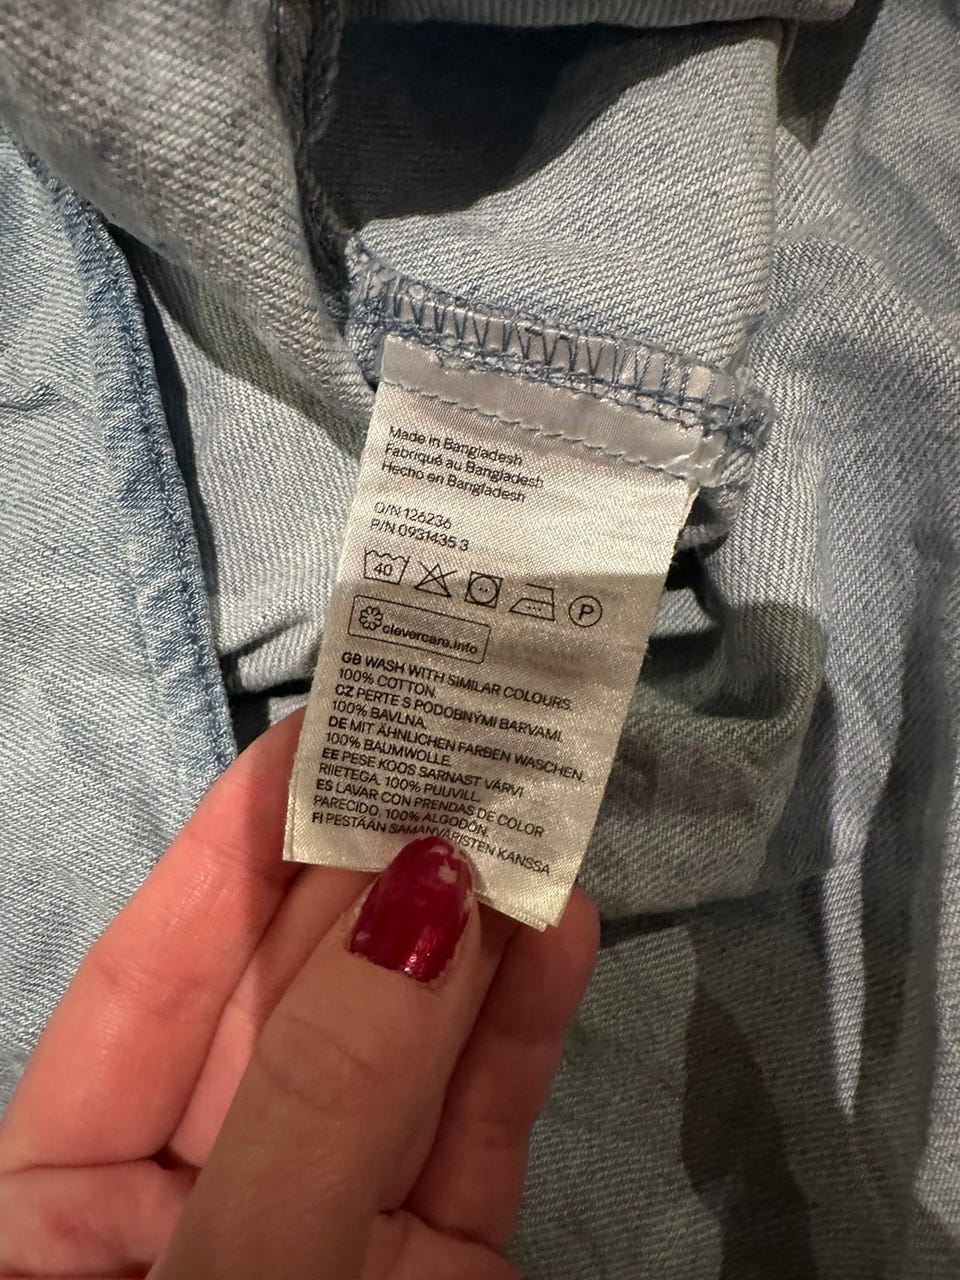 Made in Bangladesh
Fabriqué au Bangladesh
Hecho en Bangladesh
O/N 126236
P/N 0931435 3
40
P
clevercare.info
GB WASH WITH SIMILAR COLOURS.
100% COTTON.
CZ PERTE S PODOBNÝMI BARVAMI.
100% BAVLNA.
DE MIT ÄHNLICHEN FARBEN WASCHEN.
100% BAUMWOLLE.
EE PESE KOOS SARNAST VÄRVI
RIIETEGA. 100% PUUVILL.
ES LAVAR CON PRENDAS DE COLOR
PARECIDO. 100% ALGODÓN.
FI PESTÄÄN SAMANVÄRISTEN KANSSA